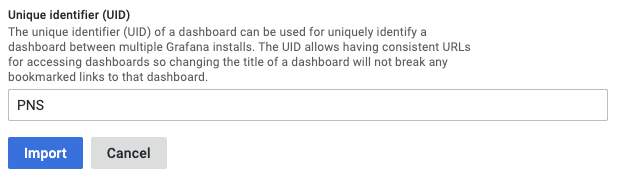 Unique identifier (UID)
The unique identifier (UID) of a dashboard can be used for uniquely identify a
dashboard between multiple Grafana installs. The UID allows having consistent URLs
for accessing dashboards so changing the title of a dashboard will not break any
bookmarked links to that dashboard.
PNS
Import Cancel